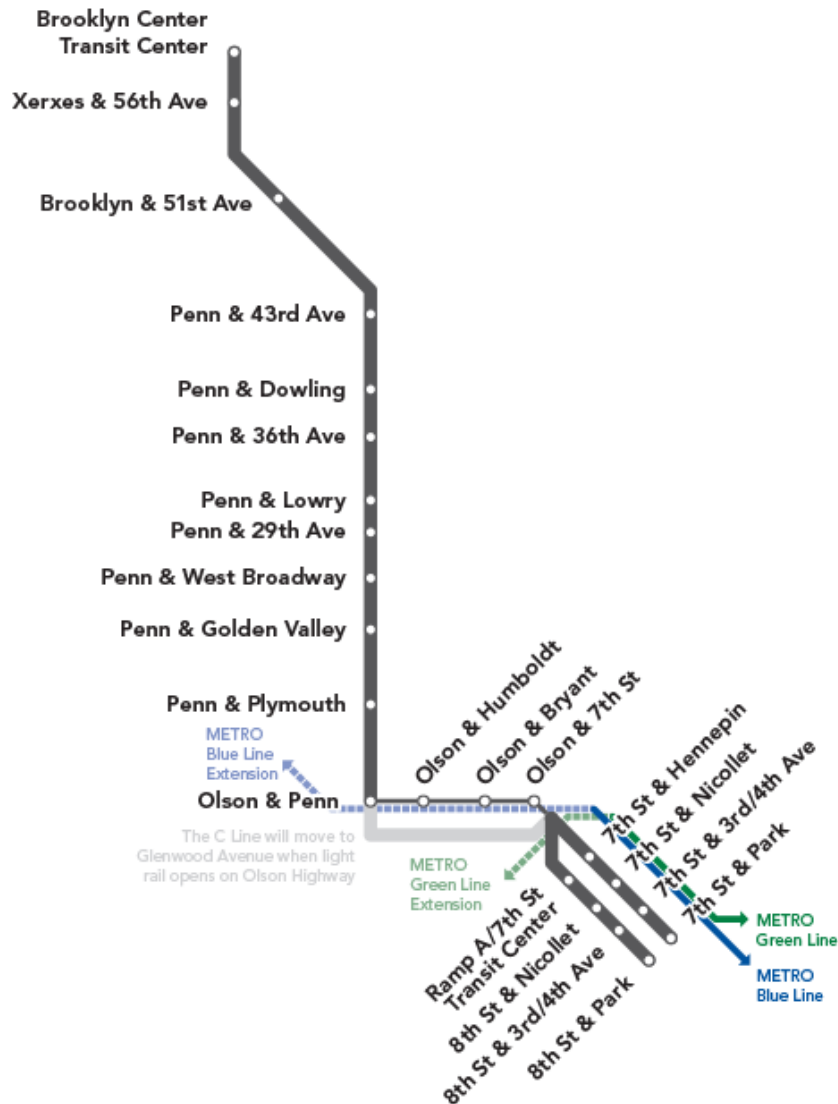 Brooklyn Center
Transit Center
Xerxes & 56th Ave
Brooklyn & 51st Ave
Penn & 43rd Ave
Penn & Dowling
Penn & 36th Ave
Penn & Lowry
Penn & 29th Ave
Penn & West Broadway
Penn & Golden Valley
Penn & Plymouth
METRO
Blue Line
Extension
Olson & Penn
Olson & Humboldt
Olson & Bryant
Olson & 7th St
7th St & Hennepin
7th St & Nicollet
7th St & 3rd/4th Ave
7th St & Park
The C Line will move to
Glenwood Avenue when light
rail opens on Olson Highway
METRO
Green Line
Extension
Ramp A/7th St
Transit Center
8th St & Nicollet
8th St & 3rd/4th Ave
8th St & Park
METRO
Green Line
METRO
Blue Line